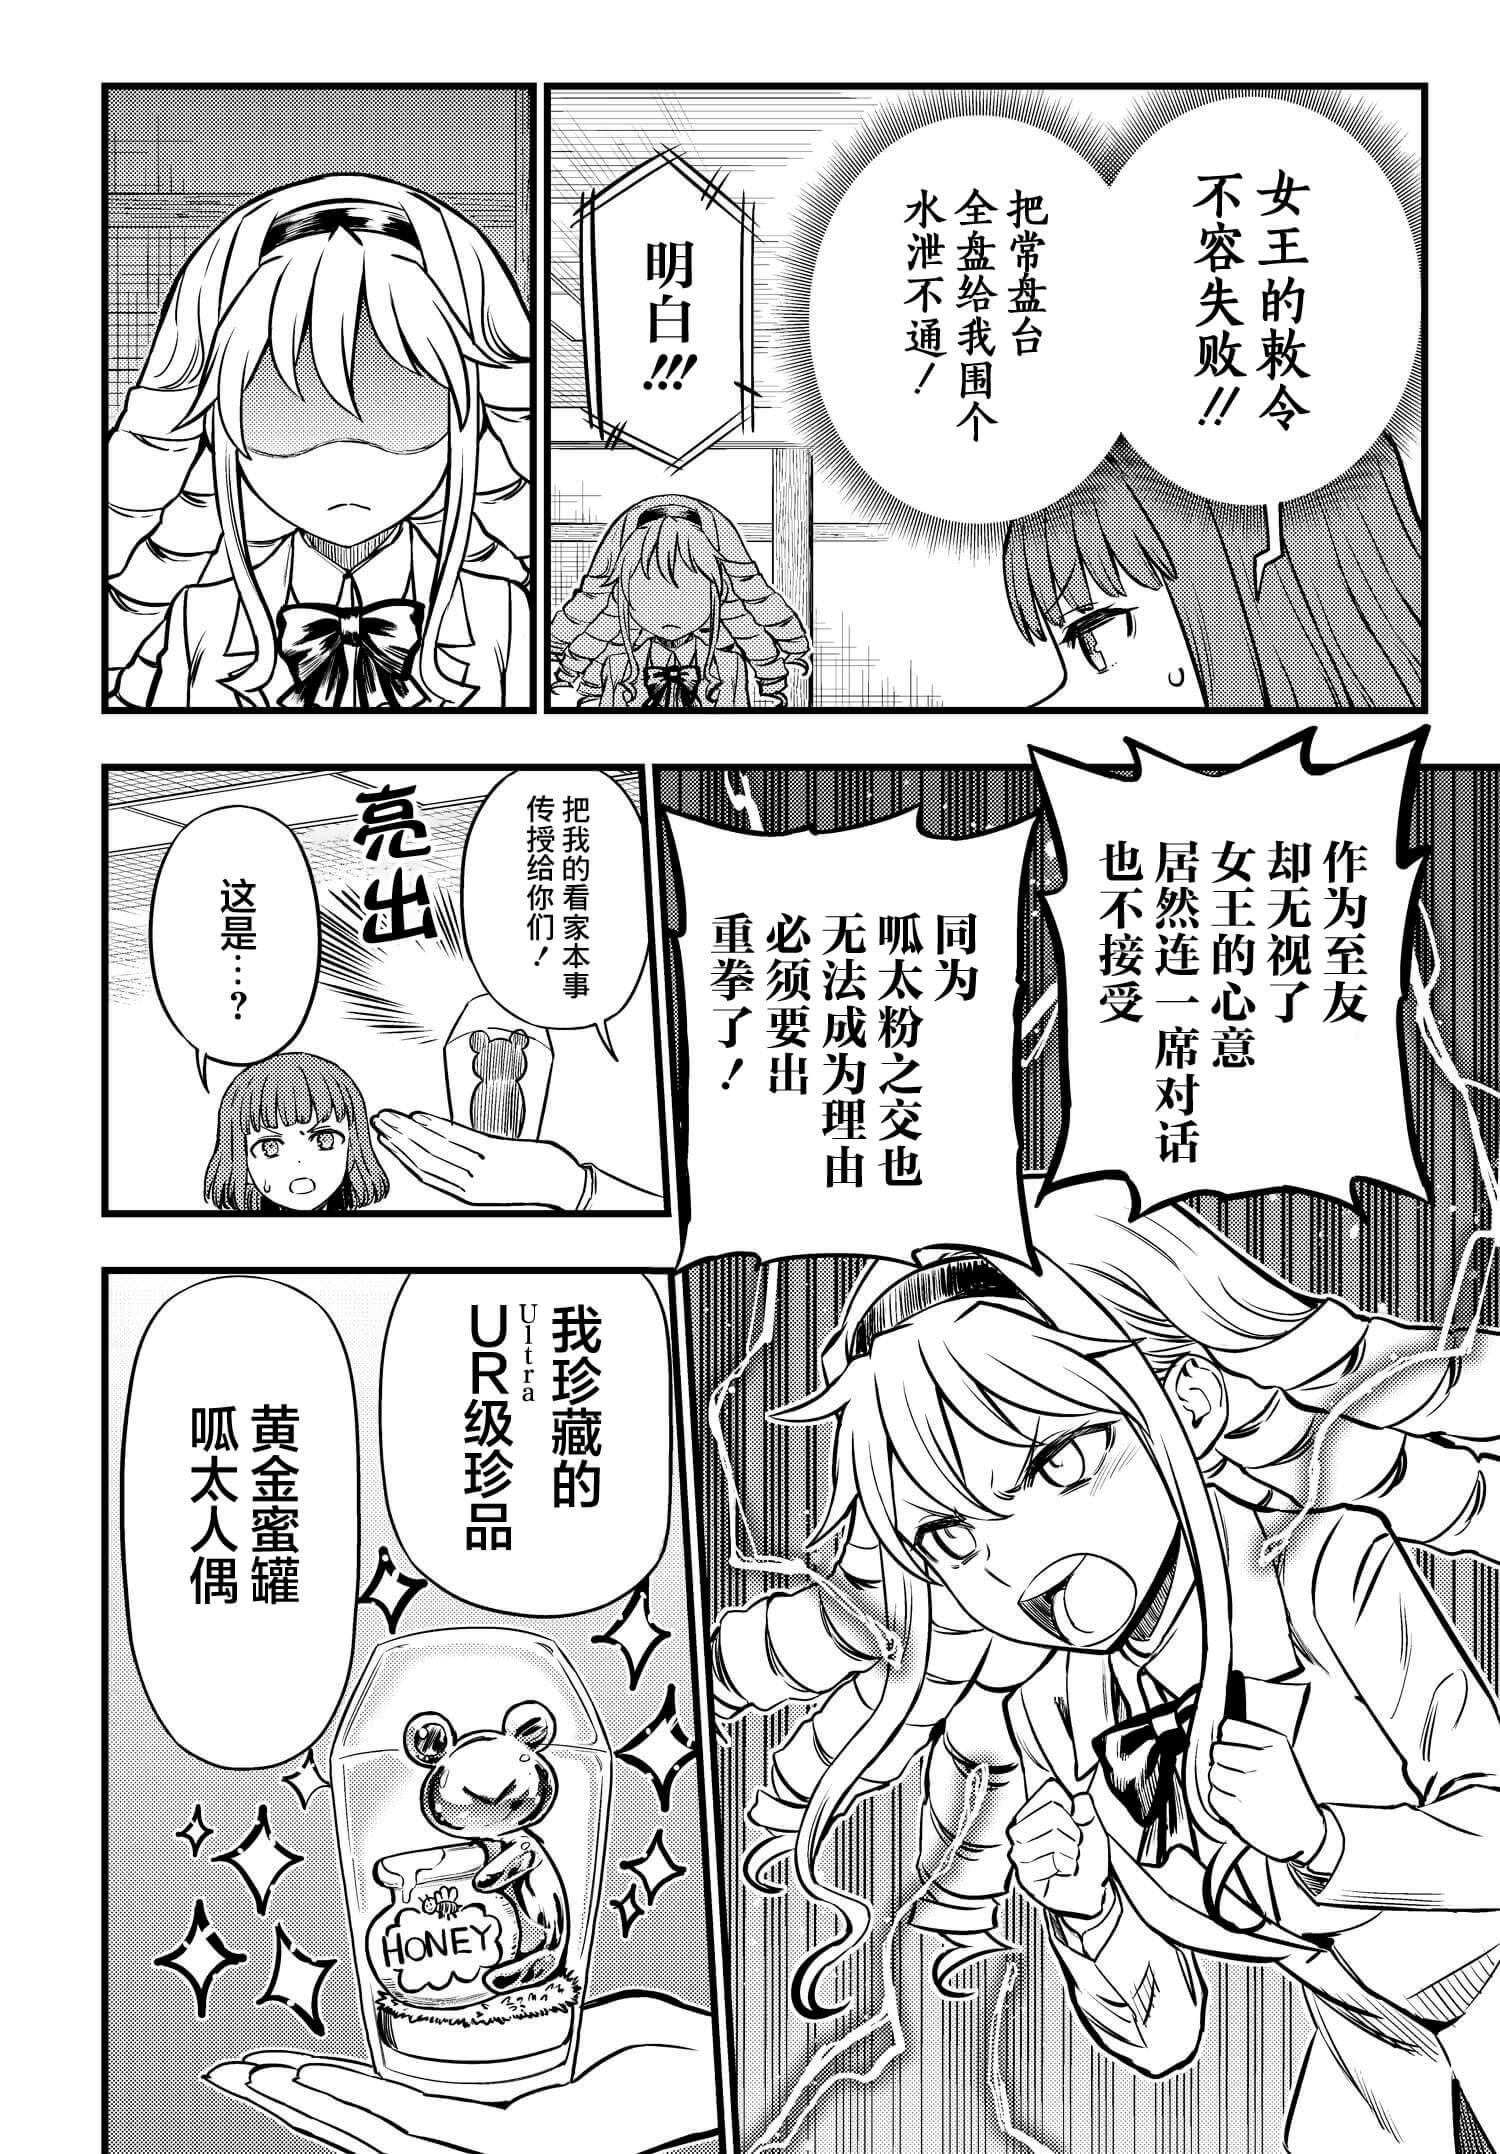 女王的敕令
不容失败!!
把常盘台
全盘给我围个
水泄不通！
明白!!!
作为至友
却无视了
女王的心意
居然连一席对话
也不接受
同为
呱太粉之交也
无法成为理由
必须要出
重拳了！
把我的看家本事
传授给你们！
亮出
这是…?
我珍藏的
Ultra
UR级珍品
黄金蜜罐
呱太人偶
HONEY